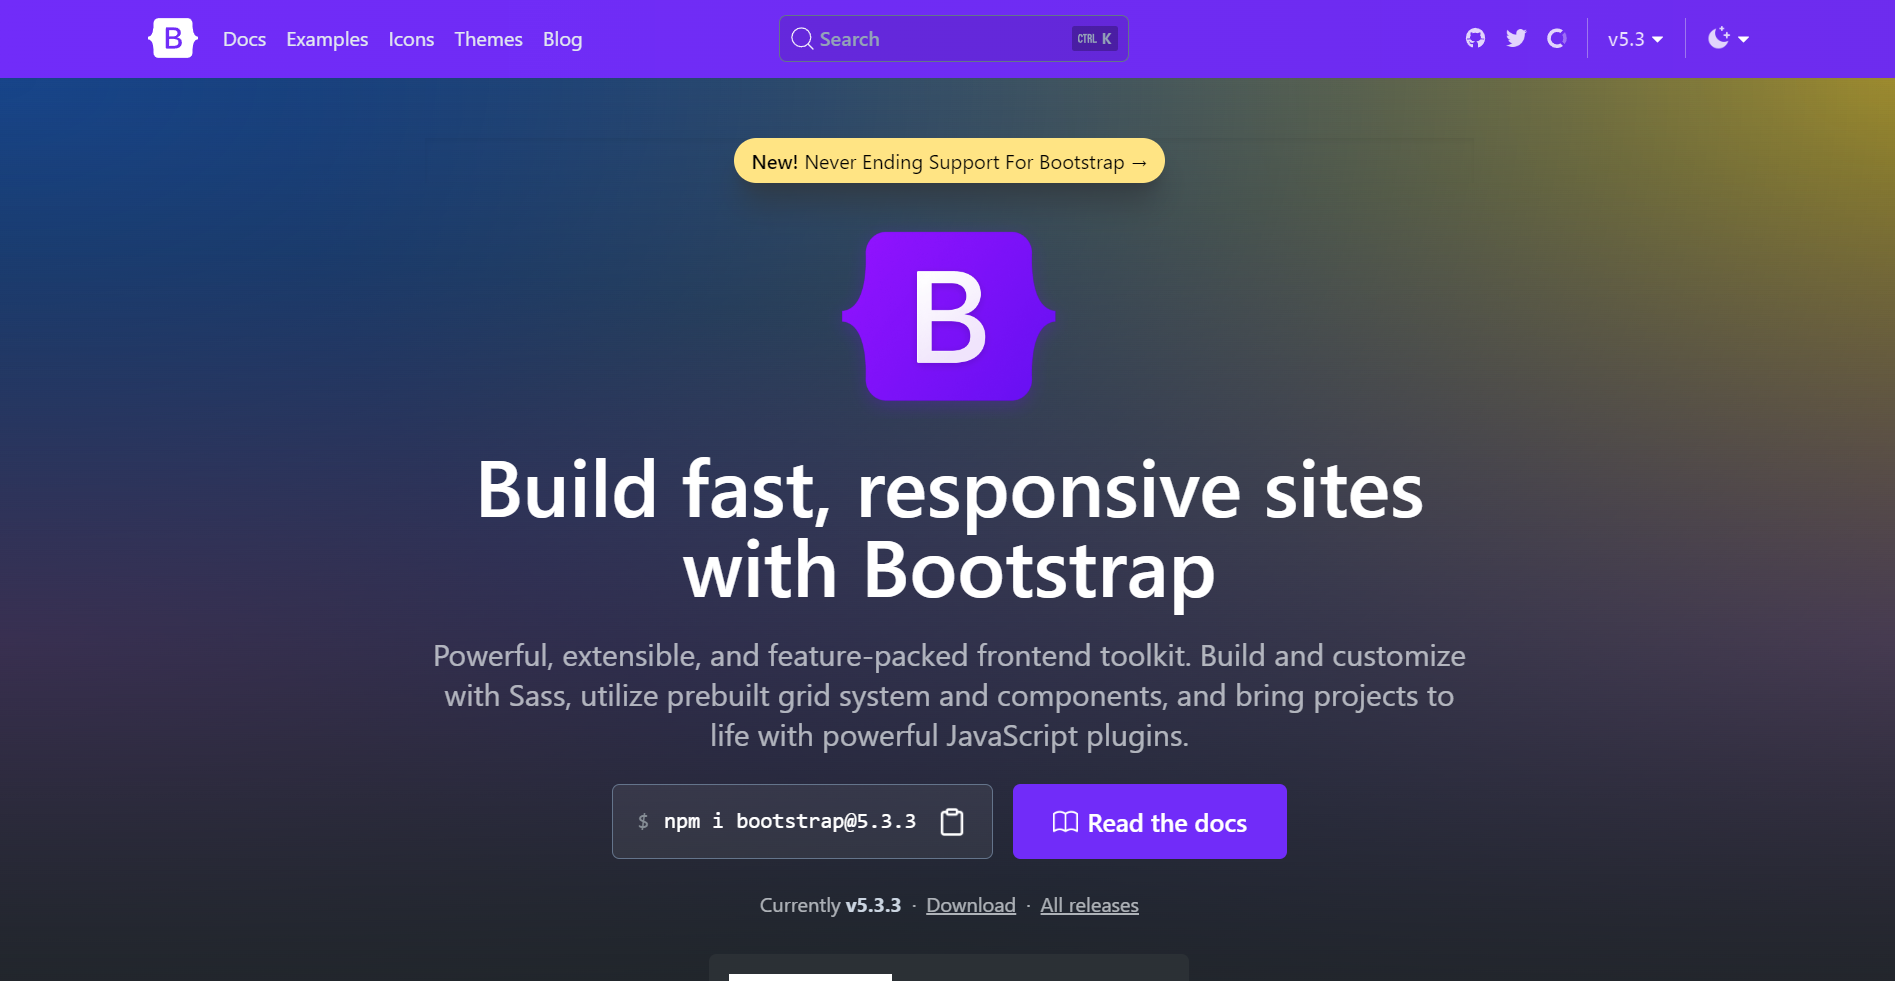 B Docs Examples Icons Themes Blog Search CTRL K v5.3
New! Never Ending Support For Bootstrap →
B
Build fast, responsive sites
with Bootstrap
Powerful, extensible, and feature-packed frontend toolkit. Build and customize
with Sass, utilize prebuilt grid system and components, and bring projects to
life with powerful JavaScript plugins.
$ npm i bootstrap@5.3.3
Read the docs
Currently v5.3.3 · Download · All releases